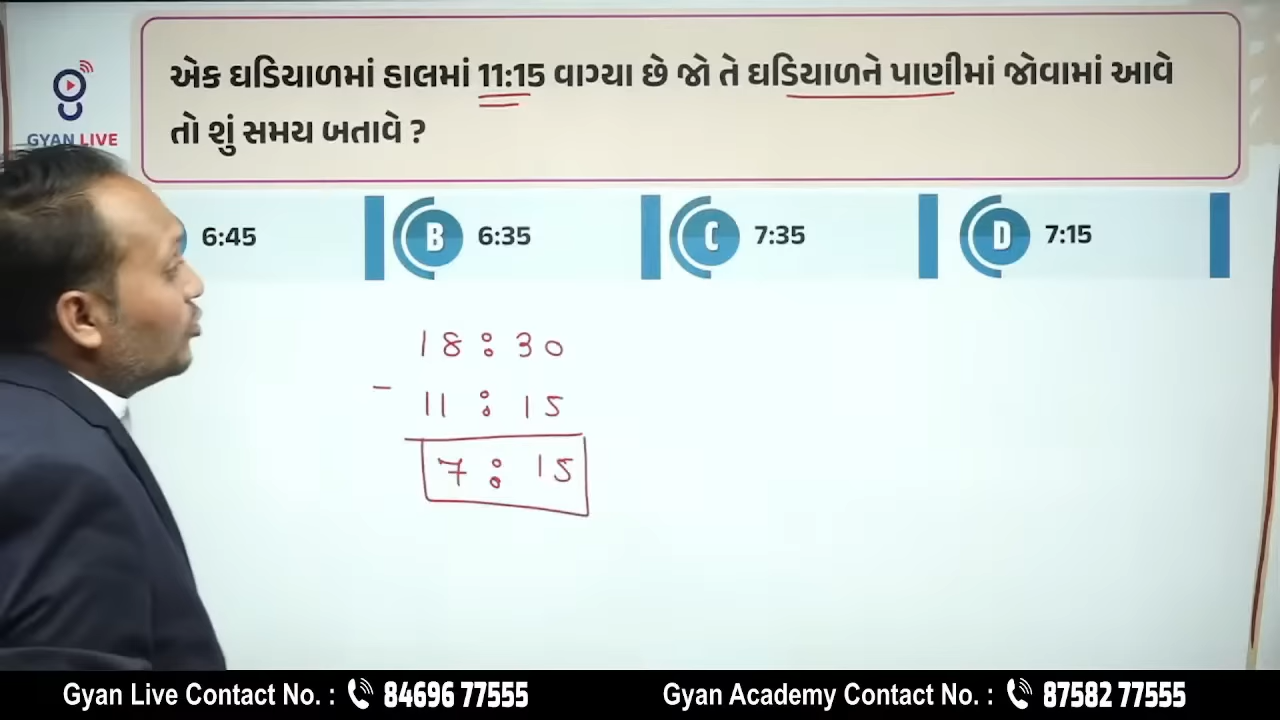 એક ઘડિયાળમાં હાલમાં 11:15 વાગ્યા છે જો તે ઘડિયાળને પાણીમાં જોવામાં આવે
તો શું સમય બતાવે ?
GYAN LIVE
6:45
B 6:35
C 7:35
D 7:15
18:30
- 11:15
7:15
Gyan Live Contact No. : 84696 77555
Gyan Academy Contact No. : 87582 77555